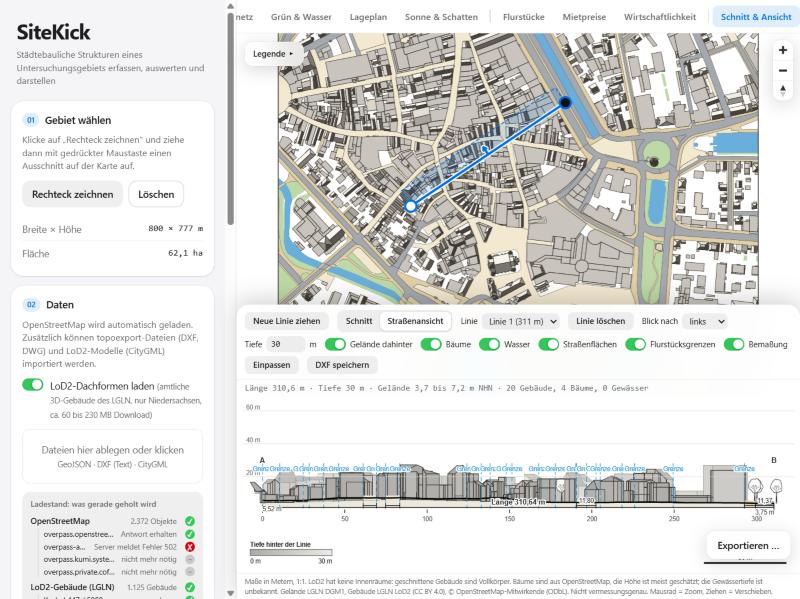 SiteKick
Städtebauliche Strukturen eines
Untersuchungsgebiets erfassen, auswerten und
darstellen
01 Gebiet wählen
Klicke auf „Rechteck zeichnen" und ziehe
dann mit gedrückter Maustaste einen
Ausschnitt auf der Karte auf.
Rechteck zeichnen Löschen
Breite × Höhe 800 × 777 m
Fläche 62,1 ha
02 Daten
OpenStreetMap wird automatisch geladen.
Zusätzlich können topoexport-Dateien (DXF,
DWG) und LoD2-Modelle (CityGML)
importiert werden.
LoD2-Dachformen laden (amtliche
3D-Gebäude des LGLN, nur Niedersachsen,
ca. 60 bis 230 MB Download)
Dateien hier ablegen oder klicken
GeoJSON · DXF (Text) · CityGML
Ladestand: was gerade geholt wird
OpenStreetMap 2.372 Objekte
overpass.openstree... Antwort erhalten
overpass-a... Server meldet Fehler 502
overpass.kumi.syste... nicht mehr nötig
overpass.private.cof... nicht mehr nötig
LoD2-Gebäude (LGLN) 1.125 Gebäude
netz Grün & Wasser Lageplan Sonne & Schatten Flurstücke Mietpreise Wirtschaftlichkeit Schnitt & Ansicht
Legende
Neue Linie ziehen Schnitt Straßenansicht Linie Linie 1 (311 m) Linie löschen Blick nach links
Tiefe 30 m Gelände dahinter Bäume Wasser Straßenflächen Flurstücksgrenzen Bemaßung
Einpassen DXF speichern
Länge 310,6 m · Tiefe 30 m · Gelände 3,7 bis 7,2 m NHN · 20 Gebäude, 4 Bäume, 0 Gewässer
60 m
40 m
A B
20 m
Länge 310,64 m 11,80 11,37
5,52 m 3,75 m
0 50 100 150 200 250 300
Tiefe hinter der Linie
0 30 m
Exportieren ...
Maße in Metern, 1:1. LoD2 hat keine Innenräume: geschnittene Gebäude sind Vollkörper. Bäume sind aus OpenStreetMap, die Höhe ist meist geschätzt; die Gewässertiefe ist
unbekannt. Gelände LGLN DGM1, Gebäude LGLN LoD2 (CC BY 4.0), © OpenStreetMap-Mitwirkende (ODbL). Nicht vermessungsgenau. Mausrad = Zoom, Ziehen = Verschieben,